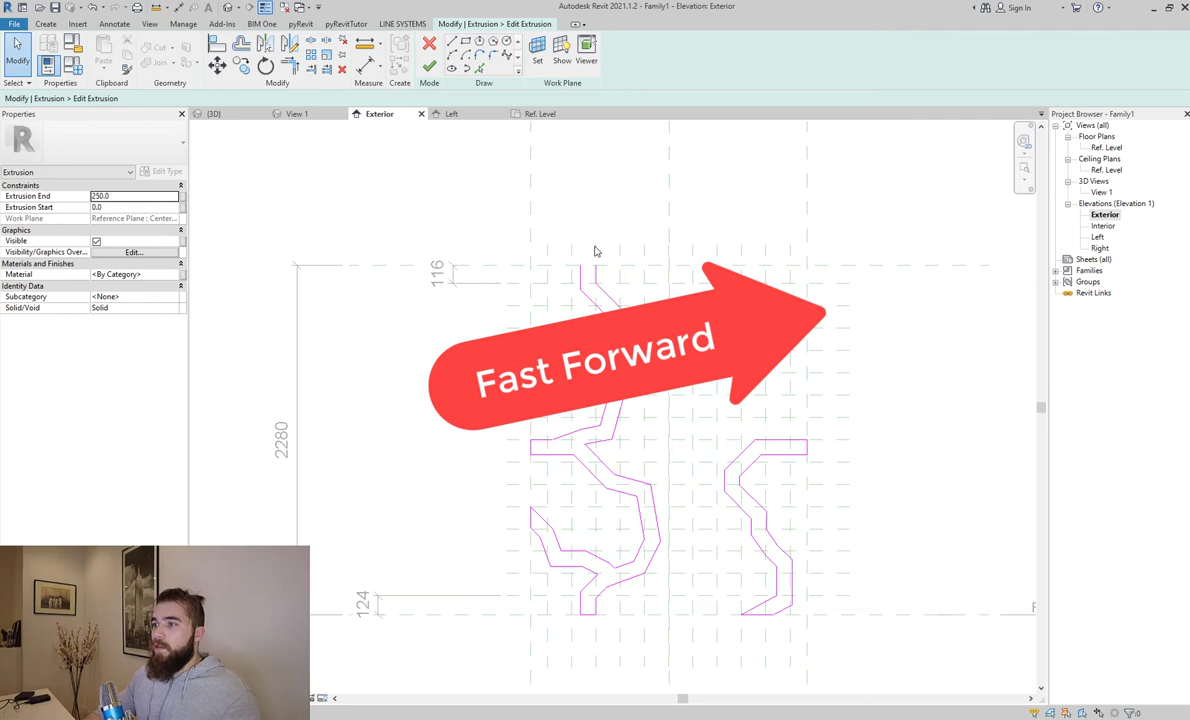 Autodesk Revit 2021.1.2 - Family1 - Elevation: Exterior
Sign In
File Create Insert Annotate View Manage Add-Ins BIM One pyRevit pyRevitTutor LINE SYSTEMS Modify | Extrusion > Edit Extrusion
Modify
Paste
Cut
Join
Set Show Viewer
Select Properties Clipboard Geometry Modify Measure Create Mode Draw Work Plane
Modify | Extrusion > Edit Extrusion
Properties
{3D} View 1 Exterior Left Ref. Level
Project Browser - Family1
Extrusion
Edit Type
Constraints
Extrusion End 250.0
Extrusion Start 0.0
Work Plane Reference Plane : Center...
Graphics
Visible
Visibility/Graphics Over... Edit...
Materials and Finishes
Material <By Category>
Identity Data
Subcategory <None>
Solid/Void Solid
116
2280
124
Fast Forward
Views (all)
Floor Plans
Ref. Level
Ceiling Plans
Ref. Level
3D Views
View 1
Elevations (Elevation 1)
Exterior
Interior
Left
Right
Sheets (all)
Families
Groups
Revit Links
:0